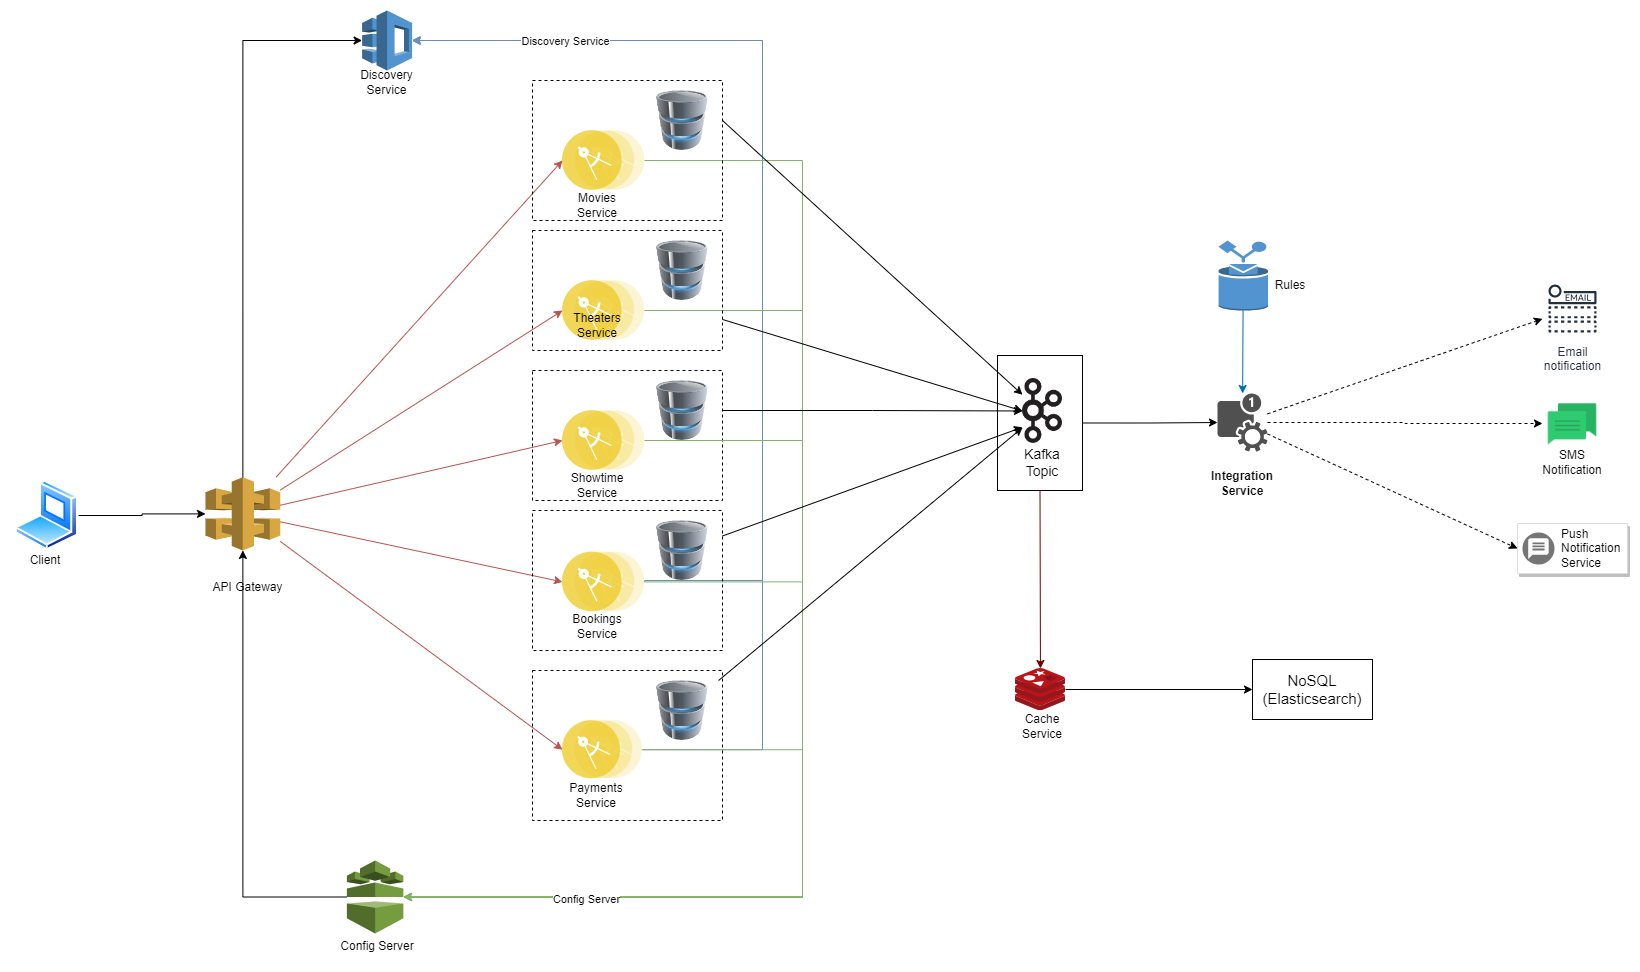 Discovery Service
Discovery
Service
Movies
Service
Theaters
Service
Rules
EMAIL
Email
notification
1
Kafka
Topic
Showtime
Service
Integration
Service
SMS
Notification
Client
API Gateway
Push
Notification
Service
Bookings
Service
NoSQL
(Elasticsearch)
Cache
Service
Payments
Service
Config Server
Config Server